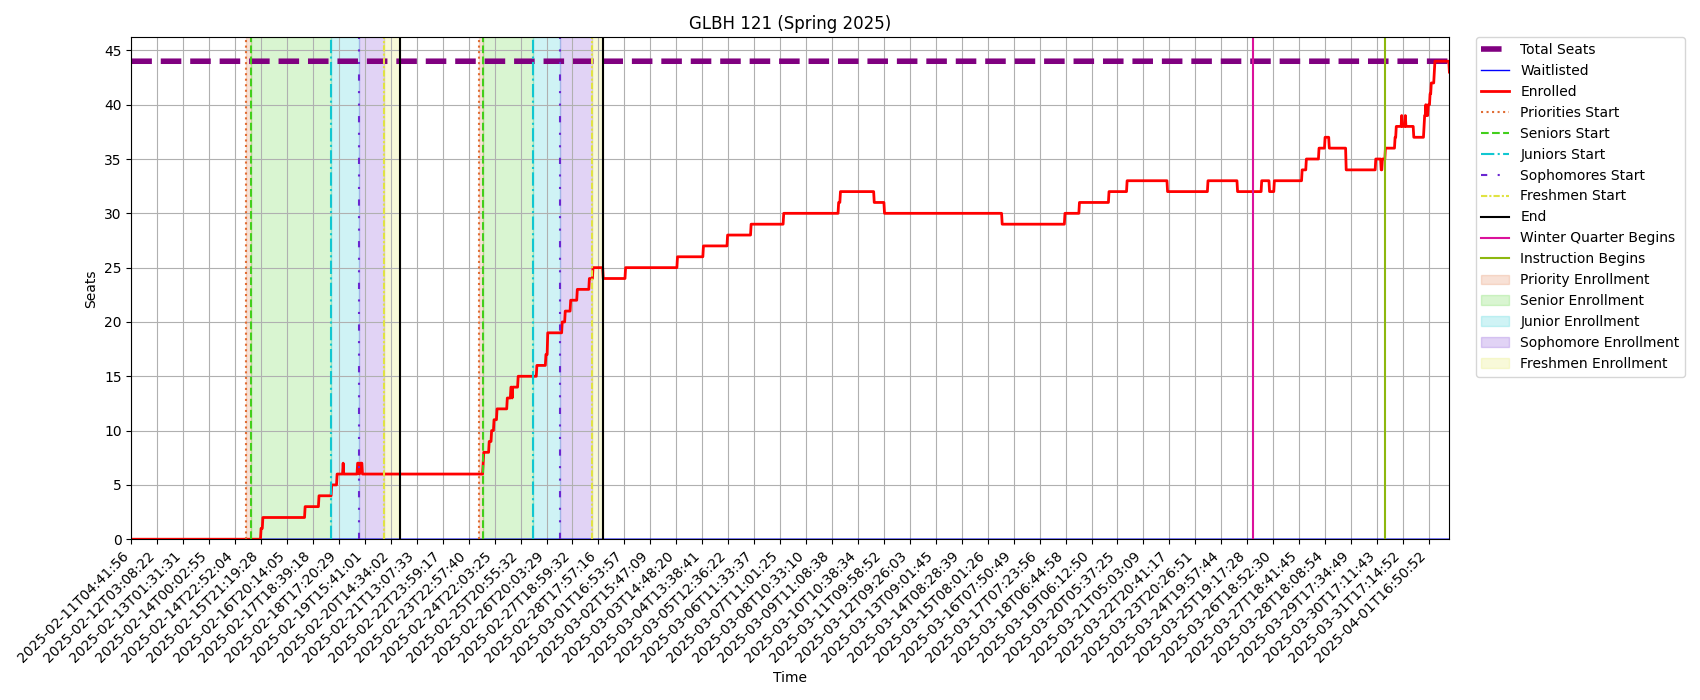 GLBH 121 (Spring 2025)
Seats
45
40
35
30
25
20
15
10
5
0
2025-02-11T04:41:56
2025-02-12T03:08:22
2025-02-13T01:31:31
2025-02-14T00:02:55
2025-02-14T22:52:04
2025-02-15T21:19:28
2025-02-16T20:14:05
2025-02-17T18:39:18
2025-02-18T17:20:29
2025-02-19T15:41:01
2025-02-20T14:34:02
2025-02-21T13:07:33
2025-02-22T23:59:17
2025-02-23T22:57:40
2025-02-24T22:03:25
2025-02-25T20:55:32
2025-02-26T20:03:29
2025-02-27T18:59:32
2025-02-28T17:57:16
2025-03-01T16:53:57
2025-03-02T15:47:09
2025-03-03T14:48:20
2025-03-04T13:38:41
2025-03-05T12:36:22
2025-03-06T11:33:37
2025-03-07T11:01:25
2025-03-08T10:33:10
2025-03-09T11:08:38
2025-03-10T10:38:34
2025-03-11T09:58:52
2025-03-12T09:26:03
2025-03-13T09:01:45
2025-03-14T08:28:39
2025-03-15T08:01:26
2025-03-16T07:50:49
2025-03-17T07:23:56
2025-03-18T06:44:58
2025-03-19T06:12:50
2025-03-20T05:37:25
2025-03-21T05:03:09
2025-03-22T20:41:17
2025-03-23T20:26:51
2025-03-24T19:57:44
2025-03-25T19:17:28
2025-03-26T18:52:30
2025-03-27T18:41:45
2025-03-28T18:08:54
2025-03-29T17:34:49
2025-03-30T17:11:43
2025-03-31T17:14:52
2025-04-01T16:50:52
Time
Total Seats
Waitlisted
Enrolled
Priorities Start
Seniors Start
Juniors Start
Sophomores Start
Freshmen Start
End
Winter Quarter Begins
Instruction Begins
Priority Enrollment
Senior Enrollment
Junior Enrollment
Sophomore Enrollment
Freshmen Enrollment